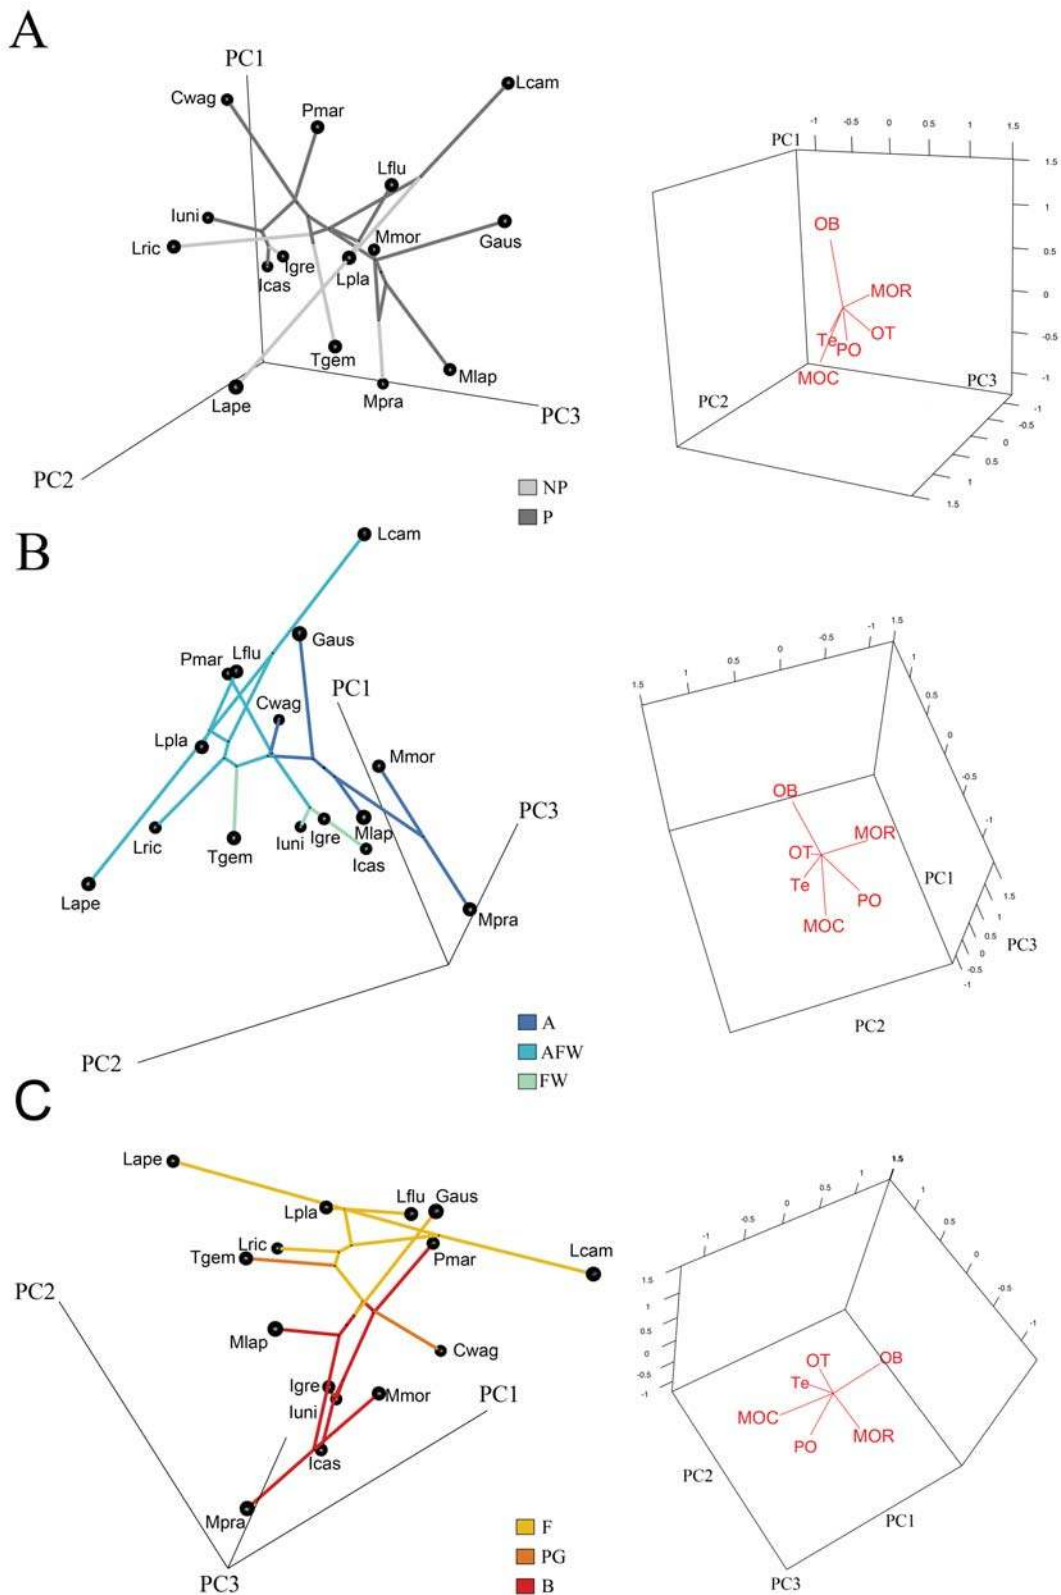 A
PC1
Cwag
Pmar
Lcam
Lflu
Iuni
Lric
Mmor
Gaus
Igre
Icas
Lpla
Tgem
Mlap
Lape
Mpra
PC3
PC2
NP
P
-1 -0.5 0 0.5 1 1.5
PC1
1.5
1
0.5
0
-0.5
-1
OB
MOR
OT
Te
PO
MOC
PC3
PC2
-1
-0.5
0
0.5
1
1.5
B
Lcam
Gaus
Pmar Lflu
PC1
Cwag
Lpla
Mmor
PC3
Lric
Tgem
Iuni
Igre
Mlap
Icas
Lape
Mpra
PC2
A
AFW
FW
1.5 1 0.5 0 -0.5 -1 1.5
1
0.5
0
-0.5
-1
OB
MOR
OT
Te
PO
MOC
PC1
1.5
1
0.5
0
-0.5
-1
PC3
PC2
C
Lape
Lpla
Lflu
Gaus
Lric
Tgem
Pmar
Lcam
PC2
Mlap
Cwag
Igre
Iuni
Mmor
PC1
Icas
Mpra
PC3
F
PG
B
-1 -0.5 0 0.5 1 1.5
1
0.5
0
-0.5
-1
1.5
1
0.5
0
-0.5
-1
OT
OB
Te
MOC
PO
MOR
PC2
PC1
PC3